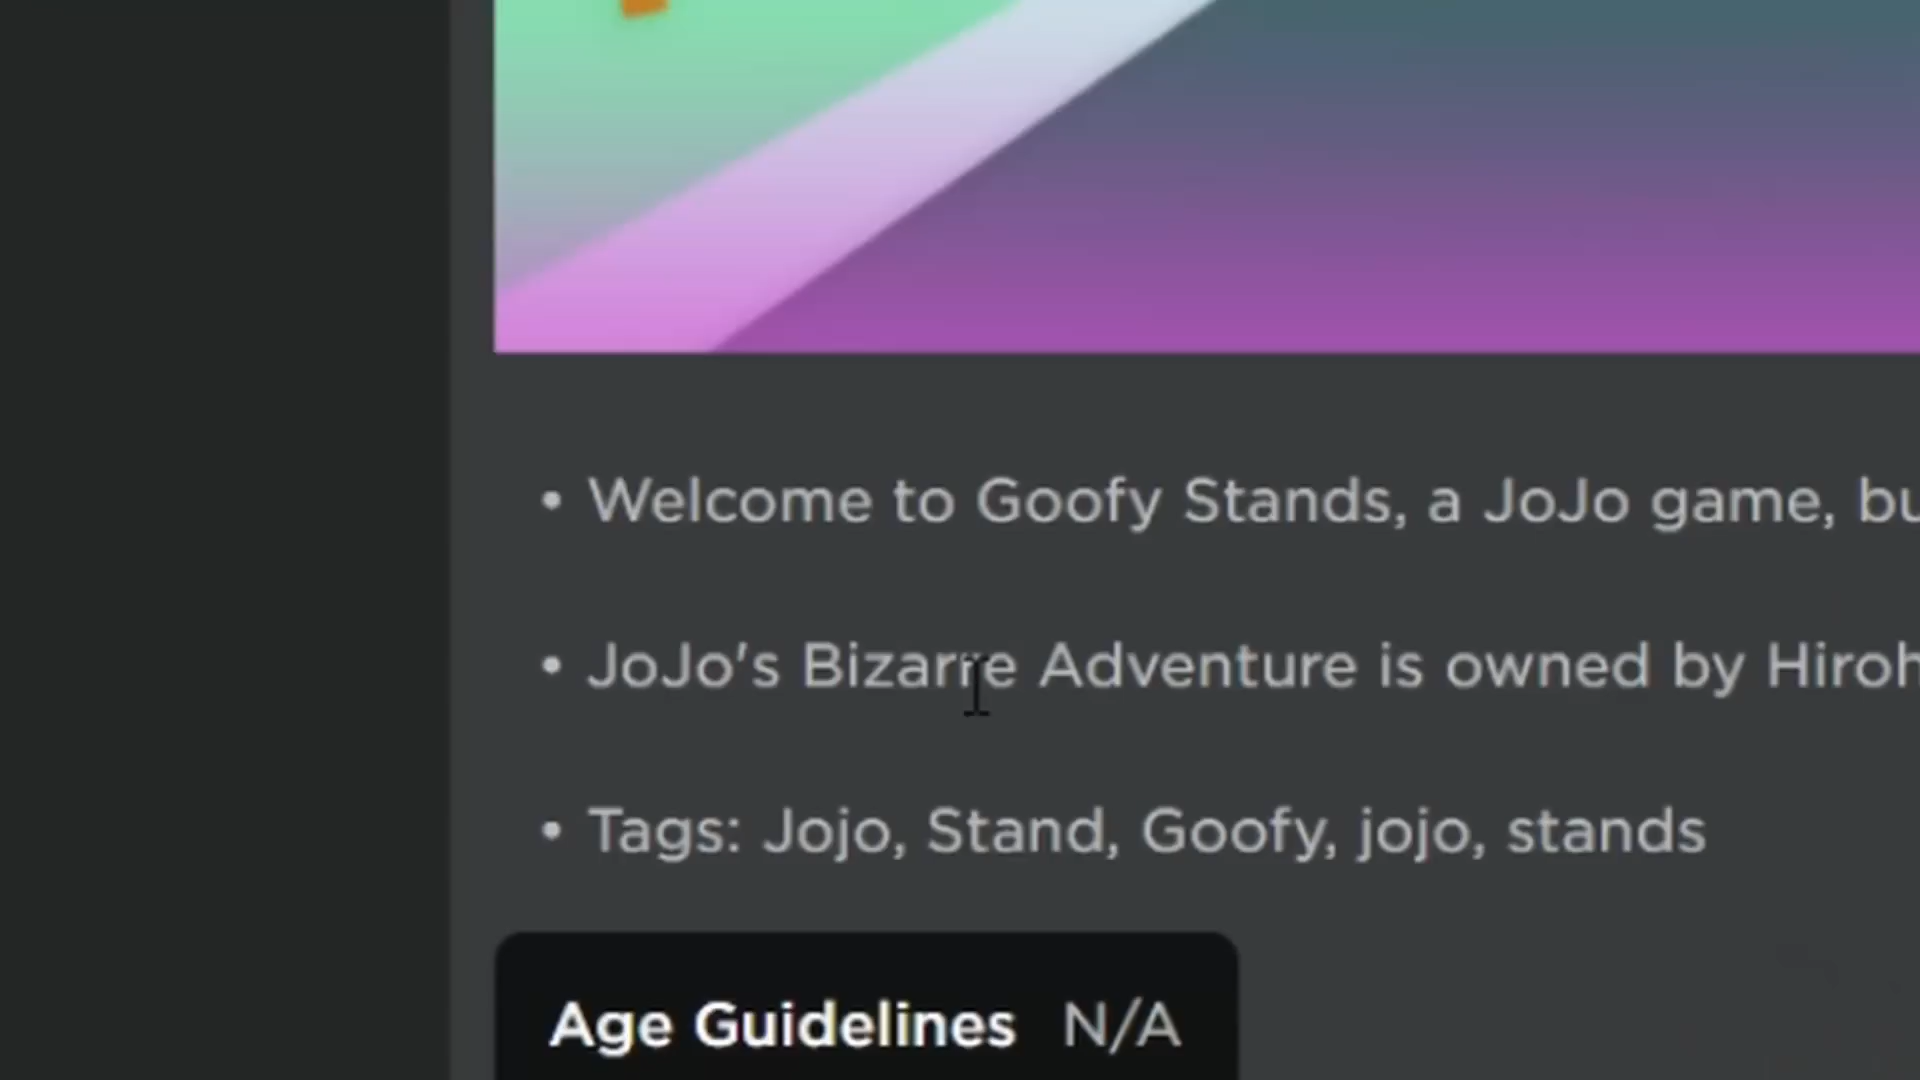 • Welcome to Goofy Stands, a JoJo game,
• JoJo's Bizarre Adventure is owned by
• Tags: Jojo, Stand, Goofy, jojo, stands
Age Guidelines N/A